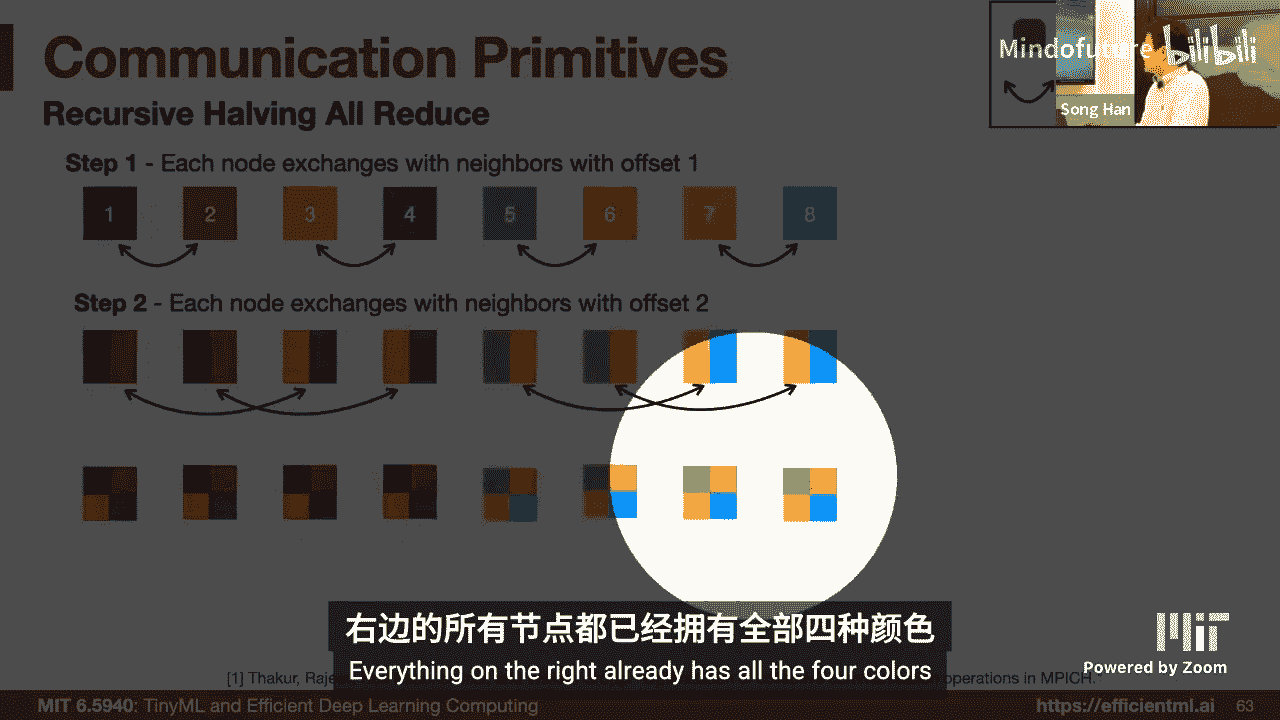 Communication Primitives
Mindofuture bilibili
Recursive Halving All Reduce
Song Han
Step 1 - Each node exchanges with neighbors with offset 1
1 2 3 4 5 6 7 8
Step 2 - Each node exchanges with neighbors with offset 2
右边的所有节点都已经拥有全部四种颜色
Everything on the right already has all the four colors
MIT
Powered by Zoom
[1] Thakur, operations in MPICH."
MIT 6.5940: TinyML and Efficient Deep Learning Computing
https://efficientml.ai 63